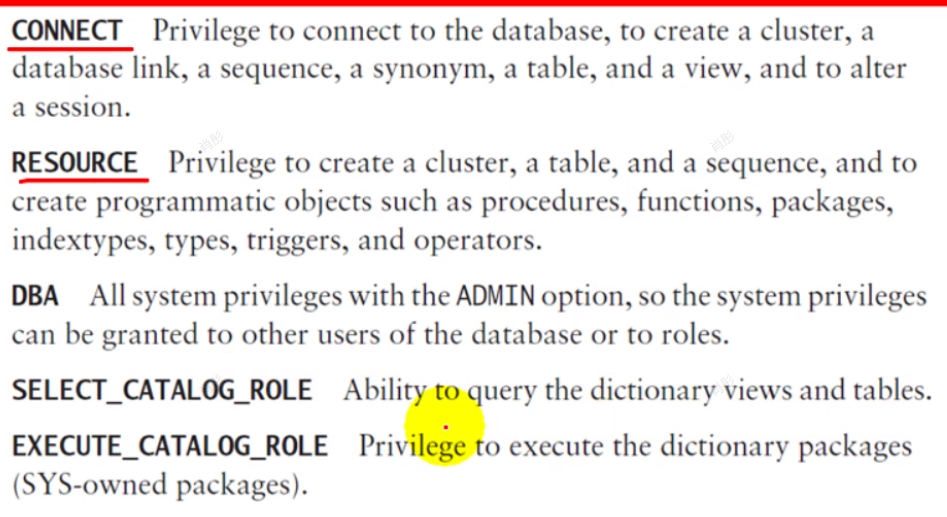 CONNECT Privilege to connect to the database, to create a cluster, a
database link, a sequence, a synonym, a table, and a view, and to alter
a session.
RESOURCE Privilege to create a cluster, a table, and a sequence, and to
create programmatic objects such as procedures, functions, packages,
indextypes, types, triggers, and operators.
DBA All system privileges with the ADMIN option, so the system privileges
can be granted to other users of the database or to roles.
SELECT_CATALOG_ROLE Ability to query the dictionary views and tables.
EXECUTE_CATALOG_ROLE Privilege to execute the dictionary packages
(SYS-owned packages).